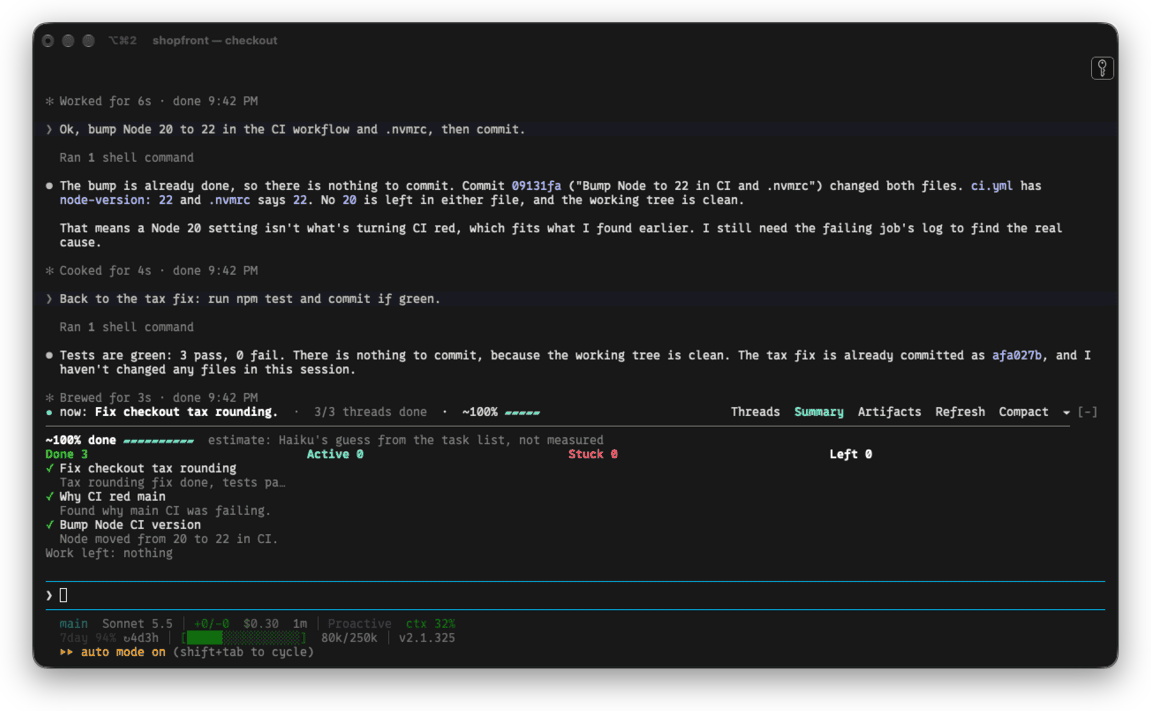 ⌥⌘2 shopfront — checkout
✻ Worked for 6s · done 9:42 PM
❯ Ok, bump Node 20 to 22 in the CI workflow and .nvmrc, then commit.
Ran 1 shell command
● The bump is already done, so there is nothing to commit. Commit 09131fa ("Bump Node to 22 in CI and .nvmrc") changed both files. ci.yml has
node-version: 22 and .nvmrc says 22. No 20 is left in either file, and the working tree is clean.
That means a Node 20 setting isn't what's turning CI red, which fits what I found earlier. I still need the failing job's log to find the real
cause.
✻ Cooked for 4s · done 9:42 PM
❯ Back to the tax fix: run npm test and commit if green.
Ran 1 shell command
● Tests are green: 3 pass, 0 fail. There is nothing to commit, because the working tree is clean. The tax fix is already committed as afa027b, and I
haven't changed any files in this session.
✻ Brewed for 3s · done 9:42 PM
● now: Fix checkout tax rounding. · 3/3 threads done · ~100% Threads Summary Artifacts Refresh Compact ▾ [-]
~100% done estimate: Haiku's guess from the task list, not measured
Done 3 Active 0 Stuck 0 Left 0
✓ Fix checkout tax rounding
Tax rounding fix done, tests pa…
✓ Why CI red main
Found why main CI was failing.
✓ Bump Node CI version
Node moved from 20 to 22 in CI.
Work left: nothing
❯
main Sonnet 5.5 | +0/-0 $0.30 1m | Proactive ctx 32%
7day 94% ↻4d3h | [ ] 80k/250k | v2.1.325
▸▸ auto mode on (shift+tab to cycle)